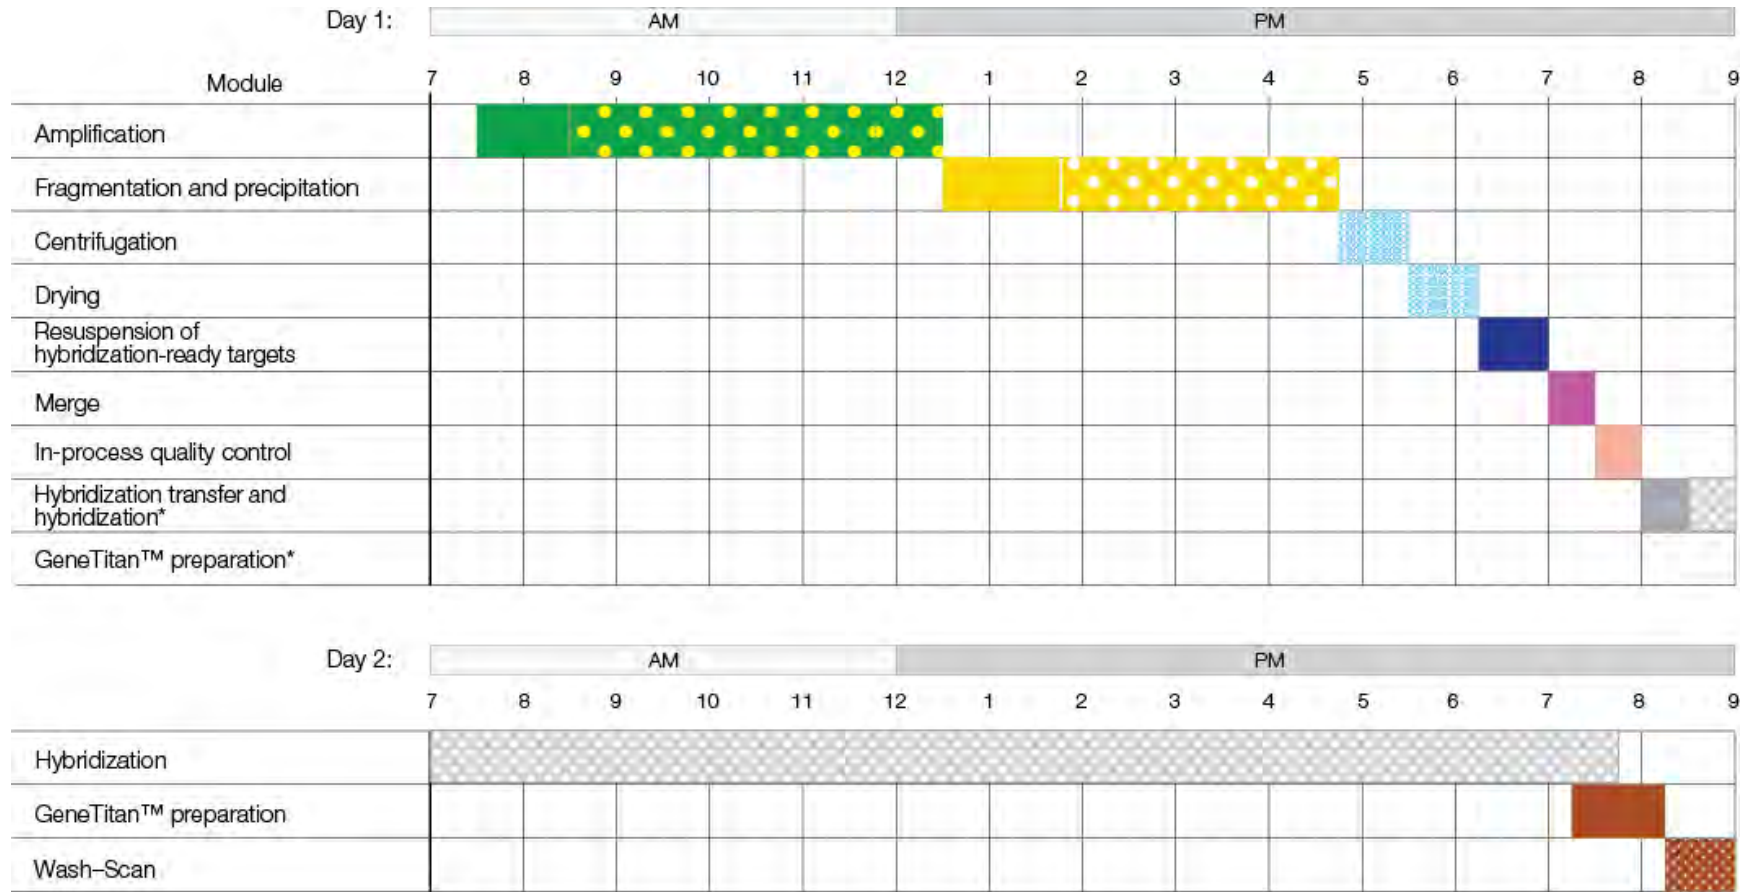 Day 1: AM PM
Module 7 8 9 10 11 12 1 2 3 4 5 6 7 8 9
Amplification
Fragmentation and precipitation
Centrifugation
Drying
Resuspension of
hybridization-ready targets
Merge
In-process quality control
Hybridization transfer and
hybridization*
GeneTitan™ preparation*
Day 2: AM PM
7 8 9 10 11 12 1 2 3 4 5 6 7 8 9
Hybridization
GeneTitan™ preparation
Wash–Scan